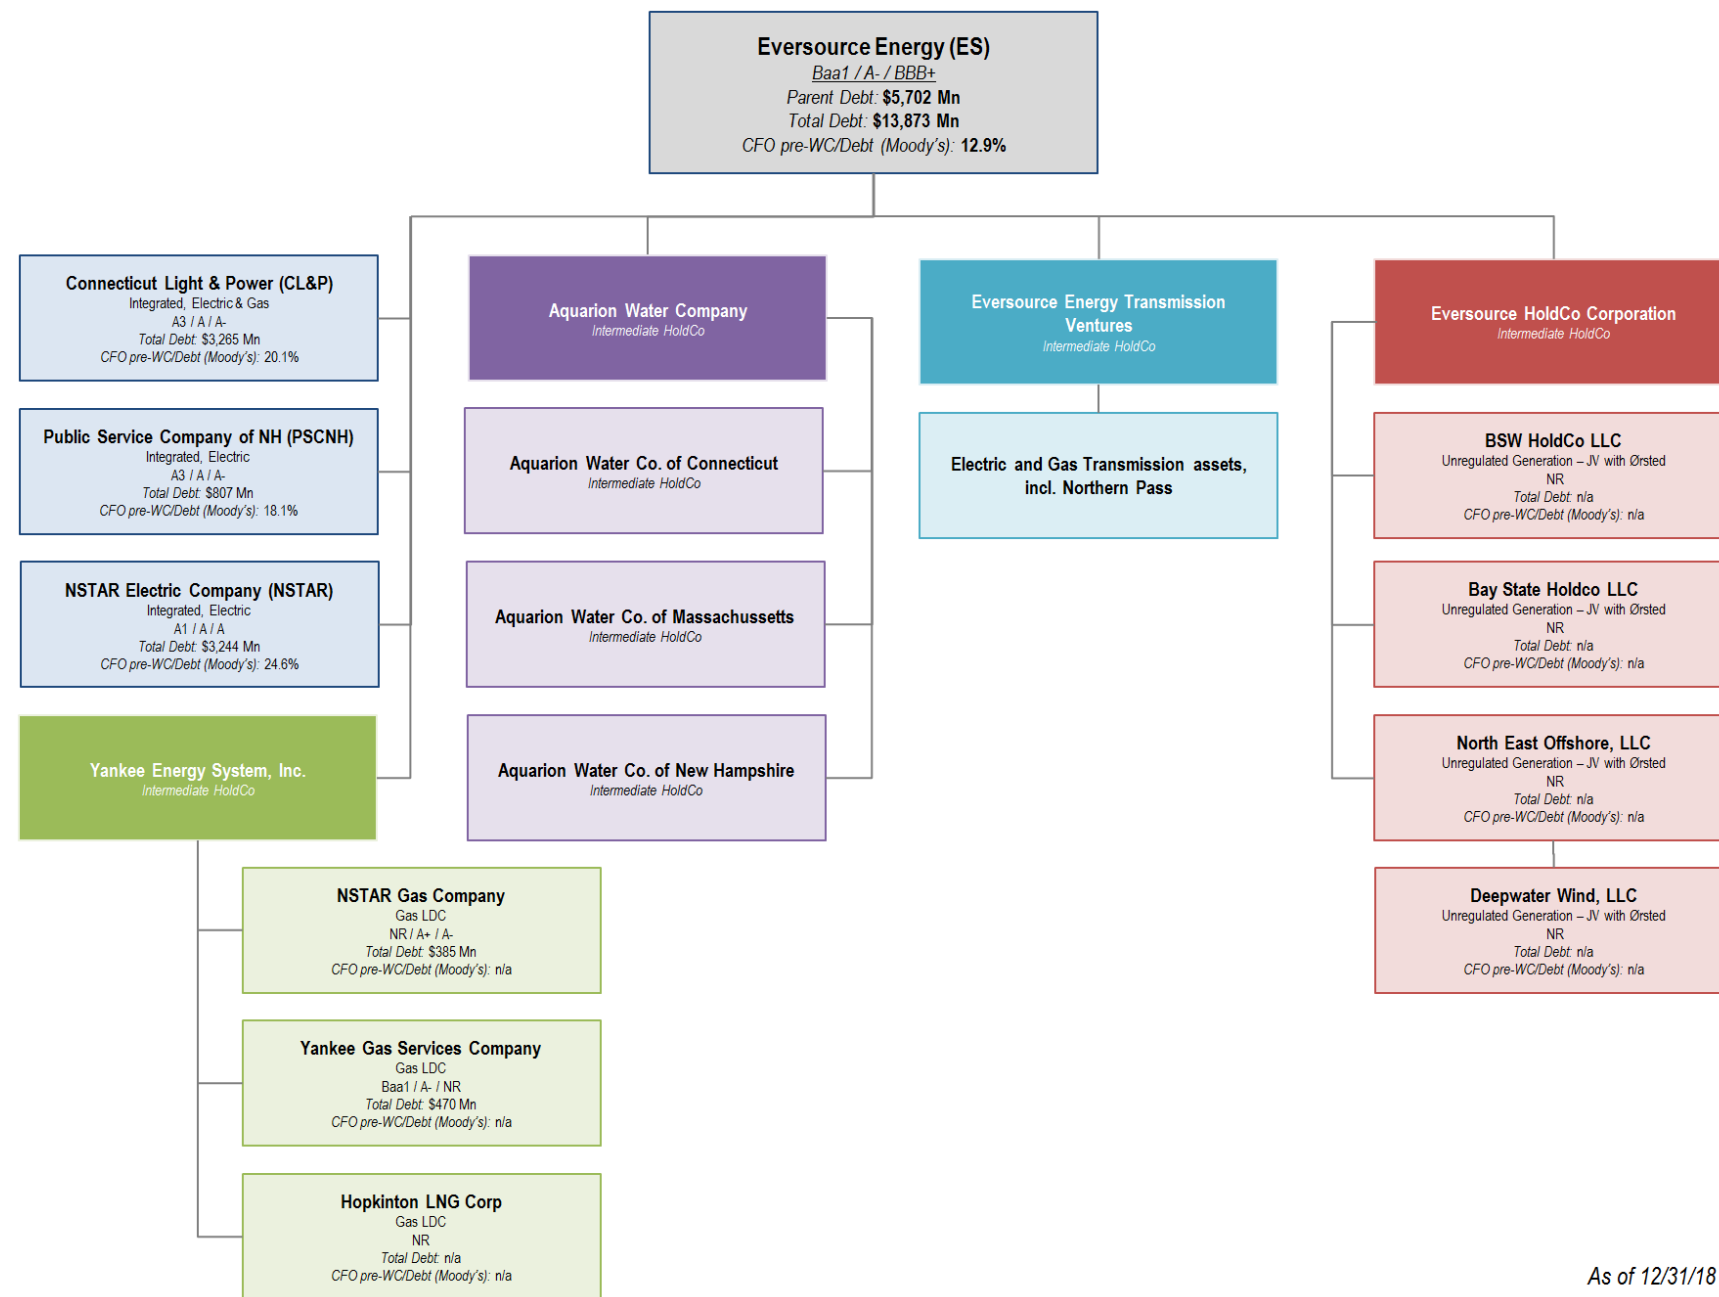 Eversource Energy (ES)
Baa1 / A- / BBB+
Parent Debt: $5,702 Mn
Total Debt: $13,873 Mn
CFO pre-WC/Debt (Moody's): 12.9%
Connecticut Light & Power (CL&P)
Integrated, Electric & Gas
A3 / A / A-
Total Debt: $3,265 Mn
CFO pre-WC/Debt (Moody's): 20.1%
Public Service Company of NH (PSCNH)
Integrated, Electric
A3 / A / A-
Total Debt: $807 Mn
CFO pre-WC/Debt (Moody's): 18.1%
NSTAR Electric Company (NSTAR)
Integrated, Electric
A1 / A / A
Total Debt: $3,244 Mn
CFO pre-WC/Debt (Moody's): 24.6%
Yankee Energy System, Inc.
Intermediate HoldCo
NSTAR Gas Company
Gas LDC
NR / A+ / A-
Total Debt: $385 Mn
CFO pre-WC/Debt (Moody's): n/a
Yankee Gas Services Company
Gas LDC
Baa1 / A- / NR
Total Debt: $470 Mn
CFO pre-WC/Debt (Moody's): n/a
Hopkinton LNG Corp
Gas LDC
NR
Total Debt: n/a
CFO pre-WC/Debt (Moody's): n/a
Aquarion Water Company
Intermediate HoldCo
Aquarion Water Co. of Connecticut
Intermediate HoldCo
Aquarion Water Co. of Massachussetts
Intermediate HoldCo
Aquarion Water Co. of New Hampshire
Intermediate HoldCo
Eversource Energy Transmission
Ventures
Intermediate HoldCo
Electric and Gas Transmission assets,
incl. Northern Pass
Eversource HoldCo Corporation
Intermediate HoldCo
BSW HoldCo LLC
Unregulated Generation – JV with Ørsted
NR
Total Debt: n/a
CFO pre-WC/Debt (Moody's): n/a
Bay State Holdco LLC
Unregulated Generation – JV with Ørsted
NR
Total Debt: n/a
CFO pre-WC/Debt (Moody's): n/a
North East Offshore, LLC
Unregulated Generation – JV with Ørsted
NR
Total Debt: n/a
CFO pre-WC/Debt (Moody's): n/a
Deepwater Wind, LLC
Unregulated Generation – JV with Ørsted
NR
Total Debt: n/a
CFO pre-WC/Debt (Moody's): n/a
As of 12/31/18